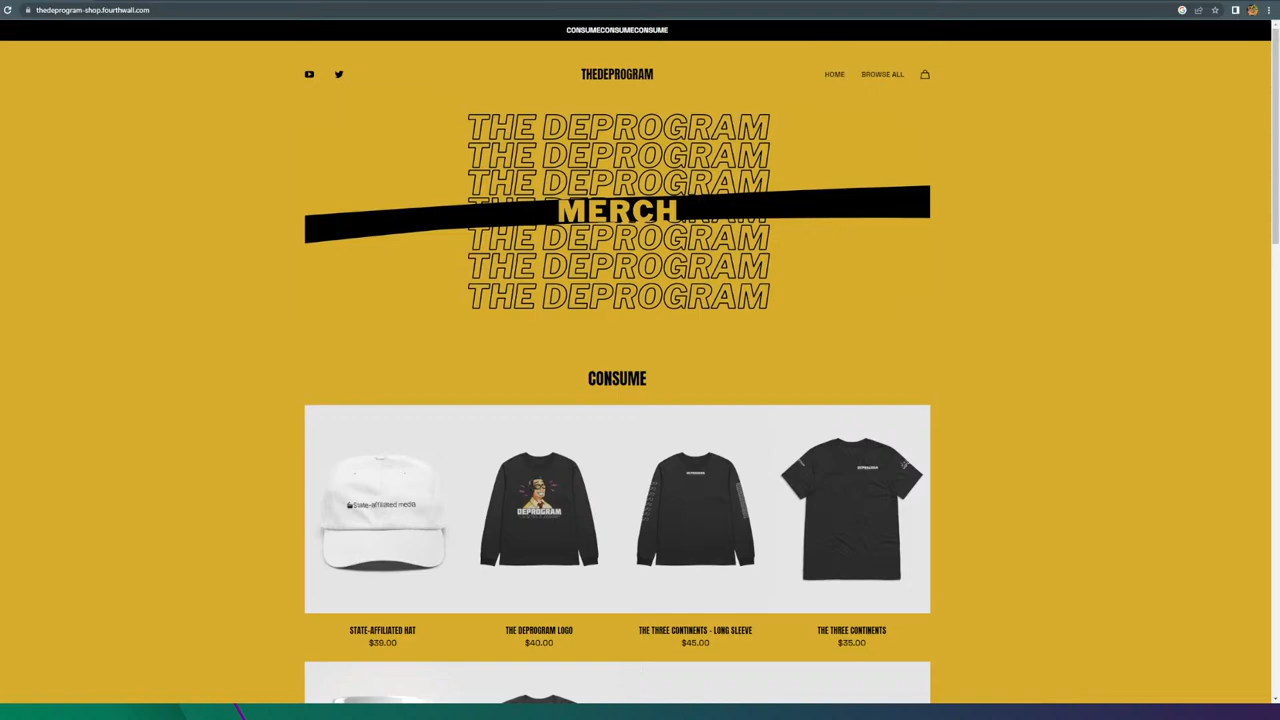 thedeprogram-shop.fourthwall.com
CONSUMECONSUMECONSUME
THEDEPROGRAM
HOME
BROWSE ALL
THE DEPROGRAM
THE DEPROGRAM
THE DEPROGRAM
MERCH
THE DEPROGRAM
THE DEPROGRAM
THE DEPROGRAM
CONSUME
State-affiliated media
DEPROGRAM
DEPROGRAM
DEPROGRAM
STATE-AFFILIATED HAT
THE DEPROGRAM LOGO
THE THREE CONTINENTS - LONG SLEEVE
THE THREE CONTINENTS
$39.00
$40.00
$45.00
$35.00